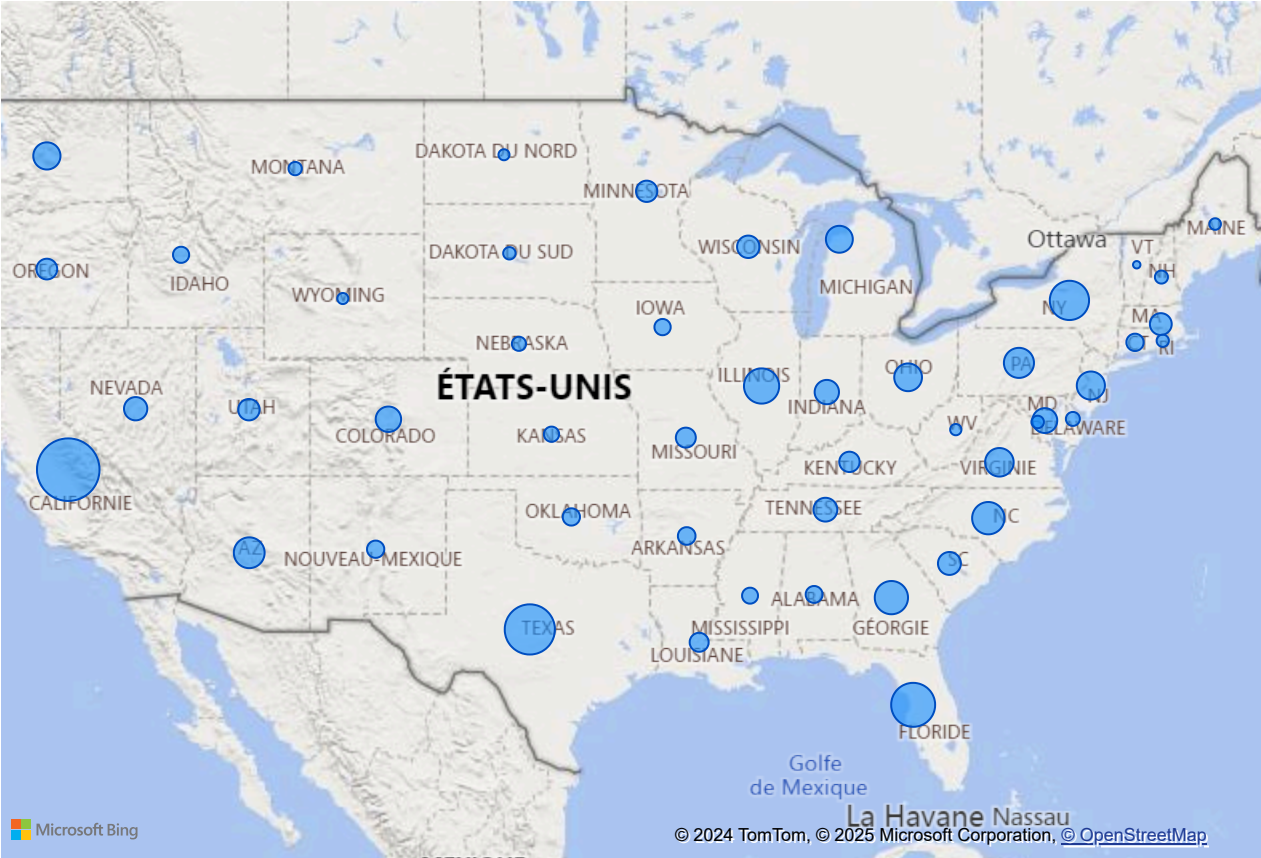 DAKOTA DU NORD
MONTANA
MINNESOTA
MAINE
Ottawa
VT
WISCONSIN
DAKOTA DU SUD
OREGON
NH
IDAHO
MICHIGAN
WYOMING
NY
IOWA
MA
NEBRASKA
RI
PA
OHIO
ILLINOIS
ÉTATS-UNIS
NEVADA
NJ
MD
UTAH
INDIANA
WV
DELAWARE
COLORADO
KANSAS
MISSOURI
KENTUCKY
VIRGINIE
CALIFORNIE
TENNESSEE
OKLAHOMA
NC
AZ
ARKANSAS
NOUVEAU-MEXIQUE
SC
ALABAMA
TEXAS
MISSISSIPPI
GÉORGIE
LOUISIANE
FLORIDE
Golfe
de Mexique
La Havane
Nassau
Microsoft Bing
© 2024 TomTom, © 2025 Microsoft Corporation, © OpenStreetMap